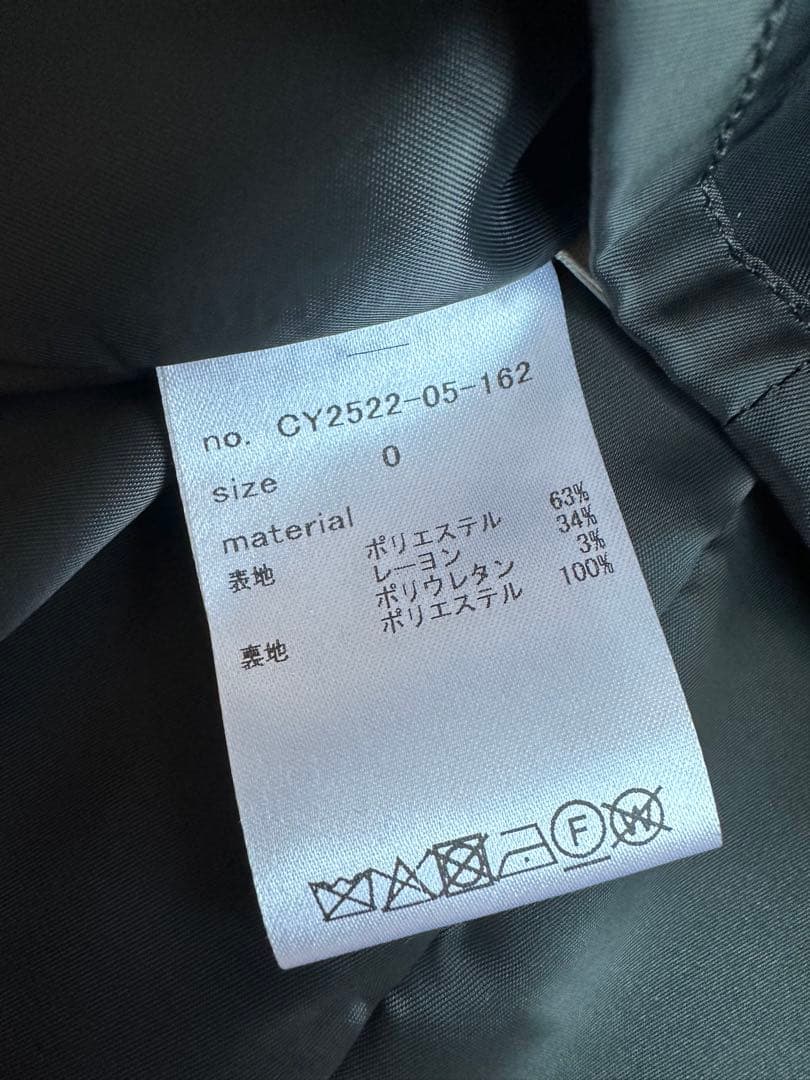 no. CY2522-05-162
size 0
material
表地 ポリエステル 63%
レーヨン 34%
ポリウレタン 3%
裏地 ポリエステル 100%
F W